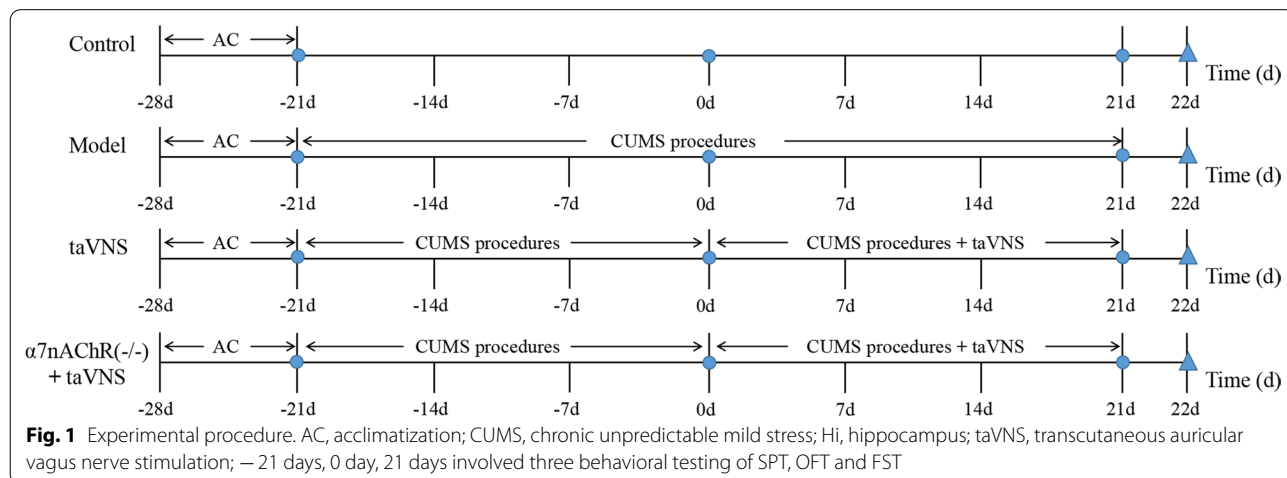 Control
AC
-28d -21d -14d -7d 0d 7d 14d 21d 22d
Time (d)
Model
AC
CUMS procedures
-28d -21d -14d -7d 0d 7d 14d 21d 22d
Time (d)
taVNS
AC
CUMS procedures
CUMS procedures + taVNS
-28d -21d -14d -7d 0d 7d 14d 21d 22d
Time (d)
α7nAChR(-/-)
+ taVNS
AC
CUMS procedures
CUMS procedures + taVNS
-28d -21d -14d -7d 0d 7d 14d 21d 22d
Time (d)
Fig. 1 Experimental procedure. AC, acclimatization; CUMS, chronic unpredictable mild stress; Hi, hippocampus; taVNS, transcutaneous auricular
vagus nerve stimulation; − 21 days, 0 day, 21 days involved three behavioral testing of SPT, OFT and FST